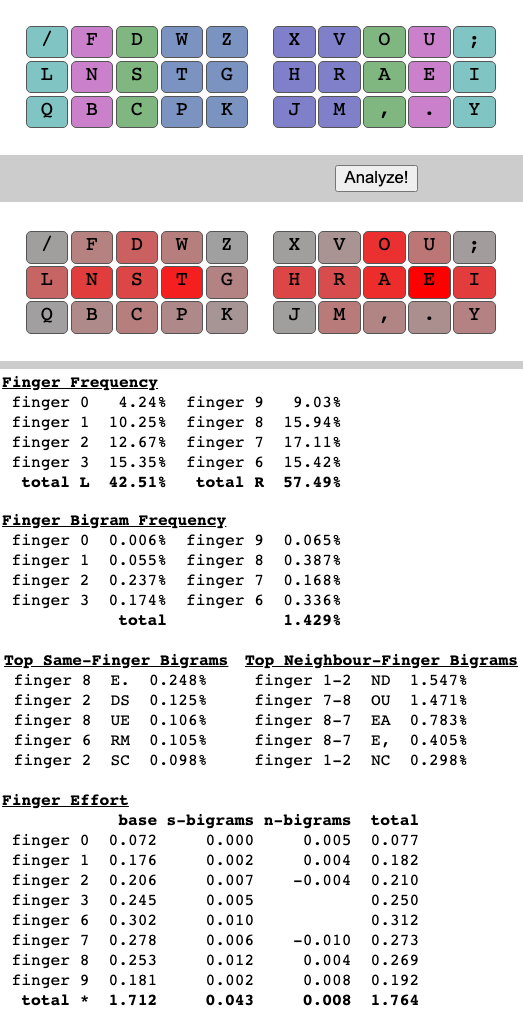 / F D W Z X V O U ;
L N S T G H R A E I
Q B C P K J M , . Y
Analyze!
/ F D W Z X V O U ;
L N S T G H R A E I
Q B C P K J M , . Y
Finger Frequency
finger 0 4.24% finger 9 9.03%
finger 1 10.25% finger 8 15.94%
finger 2 12.67% finger 7 17.11%
finger 3 15.35% finger 6 15.42%
total L 42.51% total R 57.49%
Finger Bigram Frequency
finger 0 0.006% finger 9 0.065%
finger 1 0.055% finger 8 0.387%
finger 2 0.237% finger 7 0.168%
finger 3 0.174% finger 6 0.336%
total 1.429%
Top Same-Finger Bigrams Top Neighbour-Finger Bigrams
finger 8 E. 0.248% finger 1-2 ND 1.547%
finger 2 DS 0.125% finger 7-8 OU 1.471%
finger 8 UE 0.106% finger 8-7 EA 0.783%
finger 6 RM 0.105% finger 8-7 E, 0.405%
finger 2 SC 0.098% finger 1-2 NC 0.298%
Finger Effort
base s-bigrams n-bigrams total
finger 0 0.072 0.000 0.005 0.077
finger 1 0.176 0.002 0.004 0.182
finger 2 0.206 0.007 -0.004 0.210
finger 3 0.245 0.005 0.250
finger 6 0.302 0.010 0.312
finger 7 0.278 0.006 -0.010 0.273
finger 8 0.253 0.012 0.004 0.269
finger 9 0.181 0.002 0.008 0.192
total * 1.712 0.043 0.008 1.764